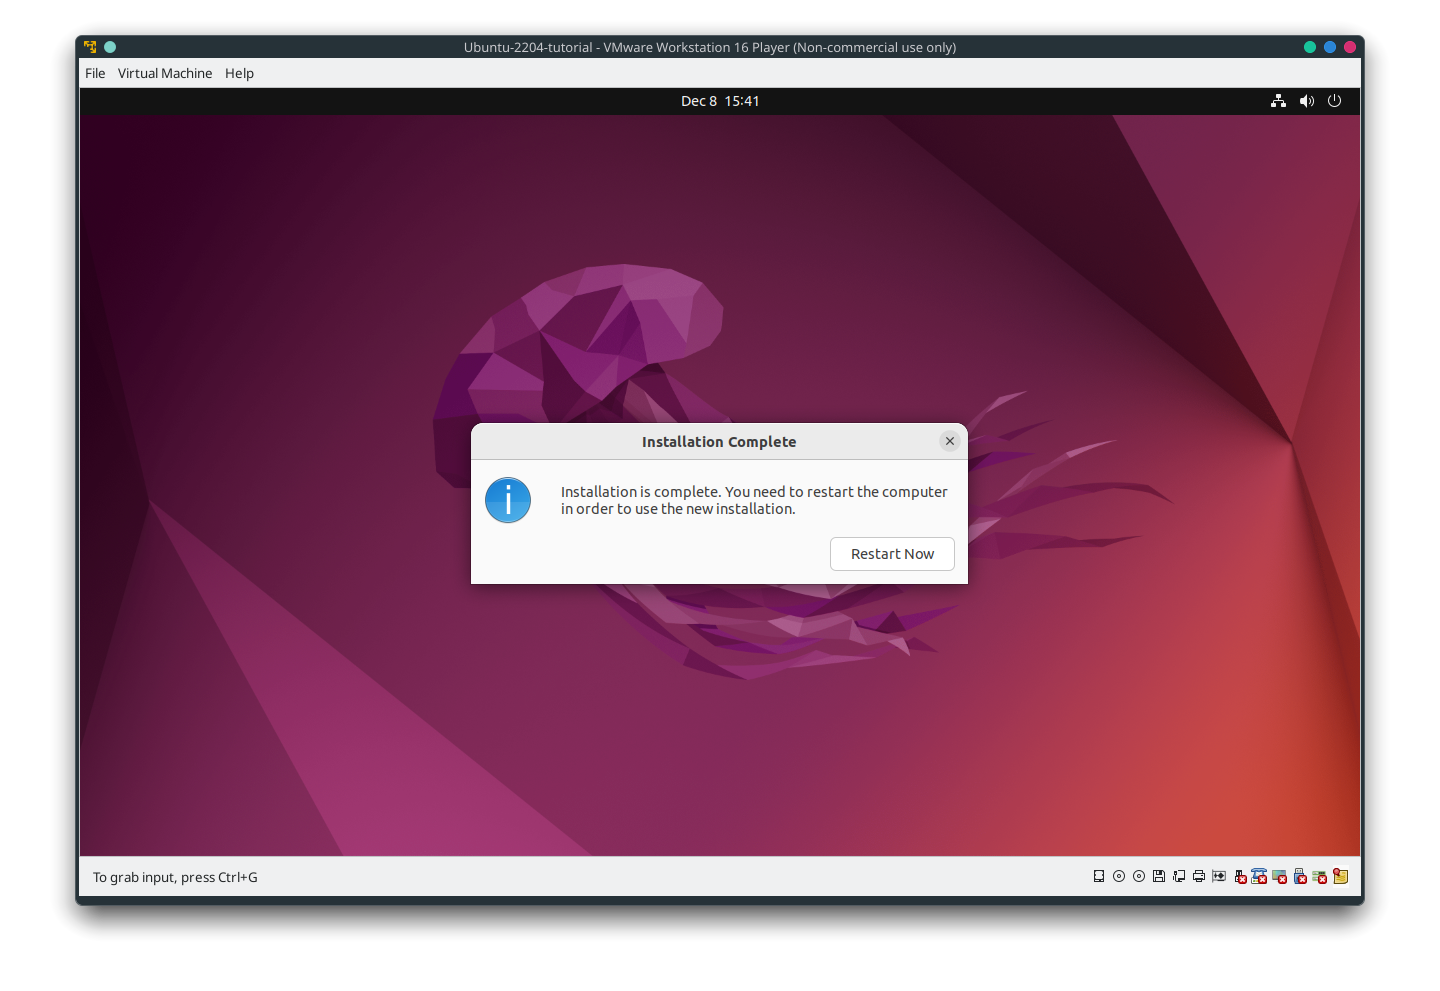 Ubuntu-2204-tutorial - VMware Workstation 16 Player (Non-commercial use only)
File Virtual Machine Help
Dec 8 15:41
Installation Complete
Installation is complete. You need to restart the computer
in order to use the new installation.
Restart Now
To grab input, press Ctrl+G